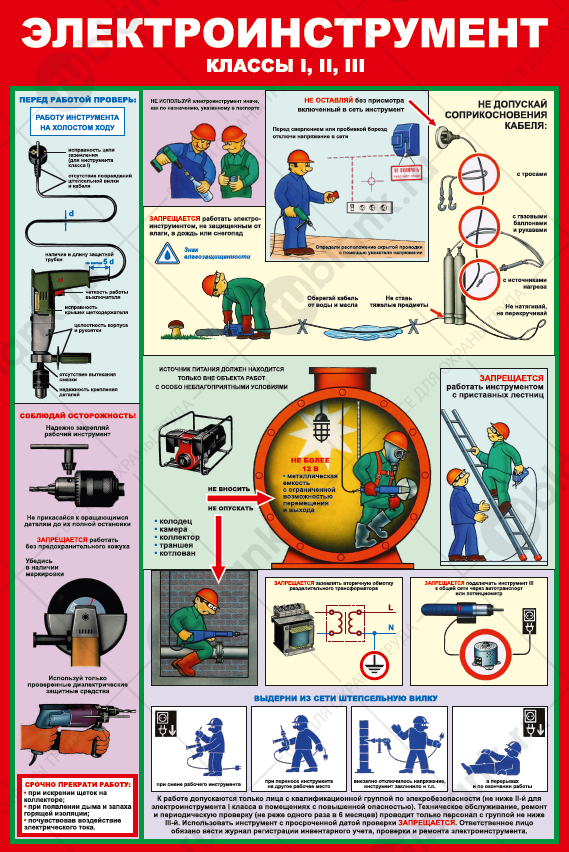 ЭЛЕКТРОИНСТРУМЕНТ
КЛАССЫ I, II, III
ПЕРЕД РАБОТОЙ ПРОВЕРЬ:
РАБОТУ ИНСТРУМЕНТА
НА ХОЛОСТОМ ХОДУ
исправность цепи
заземления
(для инструмента
класса I)
отсутствие повреждений
штепсельной вилки
и кабеля
d
наличие и длину защитной
трубки
не менее 5 d
четкость работы
выключателя
исправность
крышек щеткодержателя
целостность корпуса
и рукоятки
отсутствие вытекания
смазки
надежность крепления
деталей
СОБЛЮДАЙ ОСТОРОЖНОСТЬ!
Надежно закрепляй
рабочий инструмент
Не прикасайся к вращающимся
деталям до их полной остановки
ЗАПРЕЩАЕТСЯ работать
без предохранительного кожуха
Убедись
в наличии
маркировки
Используй только
проверенные диэлектрические
защитные средства
СРОЧНО ПРЕКРАТИ РАБОТУ:
• при искрении щеток на
коллекторе;
• при появлении дыма и запаха
горящей изоляции;
• почувствовав воздействие
электрического тока.
НЕ ИСПОЛЬЗУЙ электроинструмент иначе,
как по назначению, указанному в паспорте
НЕ ОСТАВЛЯЙ без присмотра
включенный в сеть инструмент
Перед сверлением или пробивкой борозд
отключи напряжение в сети
НЕ ВКЛЮЧАТЬ
Определи расположение скрытой проводки
с помощью указателя напряжения
НЕ ДОПУСКАЙ
СОПРИКОСНОВЕНИЯ
КАБЕЛЯ:
с тросами
с газовыми
баллонами
и рукавами
с источниками
нагрева
Не натягивай,
не перекручивай
ЗАПРЕЩАЕТСЯ работать электро-
инструментом, не защищенным от
влаги, в дождь или снегопад
Знак
влагозащищенности
Оберегай кабель
от воды и масла
Не ставь
тяжелые предметы
ИСТОЧНИК ПИТАНИЯ ДОЛЖЕН НАХОДИТСЯ
ТОЛЬКО ВНЕ ОБЪЕКТА РАБОТ
С ОСОБО НЕБЛАГОПРИЯТНЫМИ УСЛОВИЯМИ
НЕ ВНОСИТЬ
НЕ ОПУСКАТЬ
• колодец
• камера
• коллектор
• траншея
• котлован
НЕ БОЛЕЕ
12 В
• металлическая
емкость
с ограниченной
возможностью
перемещения
и выхода
ЗАПРЕЩАЕТСЯ
работать инструментом
с приставных лестниц
ЗАПРЕЩАЕТСЯ заземлять вторичную обмотку
разделительного трансформатора
L
N
ЗАПРЕЩАЕТСЯ подключать инструмент III
к общей сети через автотранспорт
или потенциометр
ВЫДЕРНИ ИЗ СЕТИ ШТЕПСЕЛЬНУЮ ВИЛКУ
при смене рабочего инструмента
при переносе инструмента
на другое рабочее место
внезапно отключилось напряжение,
инструмент заклинило и т.п.
в перерывах
и по окончании работы
К работе допускаются только лица с квалификационной группой по элекробезопасности (не ниже II-й для
электроинструмента I класса в помещениях с повышенной опасностью). Техническое обслуживание, ремонт
и периодическую проверку (не реже одного раза в 6 месяцев) проводит только персонал с группой не ниже
III-й. Использовать инструмент с просроченной датой проверки ЗАПРЕЩАЕТСЯ. Ответственное лицо
обязано вести журнал регистрации инвентарного учета, проверки и ремонта электроинструмента.